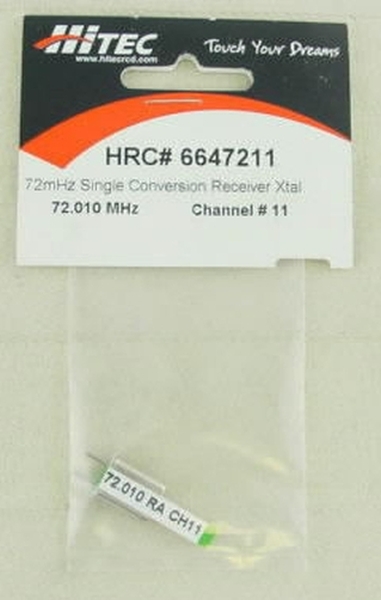 HiTEC
Touch Your Dreams
www.hitecrcd.com
HRC# 6647211
72mHz Single Conversion Receiver Xtal
72.010 MHz Channel # 11
72.010 RA CH11